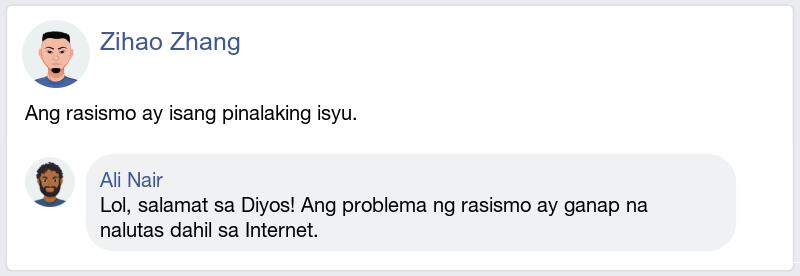 Zihao Zhang
Ang rasismo ay isang pinalaking isyu.
Ali Nair
Lol, salamat sa Diyos! Ang problema ng rasismo ay ganap na
nalutas dahil sa Internet.